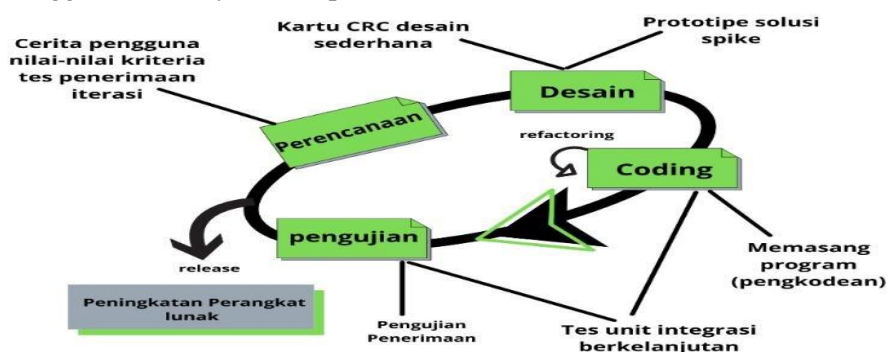 Kartu CRC desain
sederhana
Prototipe solusi
spike
Cerita pengguna
nilai-nilai kriteria
tes penerimaan
iterasi
Desain
Perencanaan
refactoring
Coding
pengujian
release
Memasang
program
(pengkodean)
Peningkatan Perangkat
lunak
Pengujian
Penerimaan
Tes unit integrasi
berkelanjutan